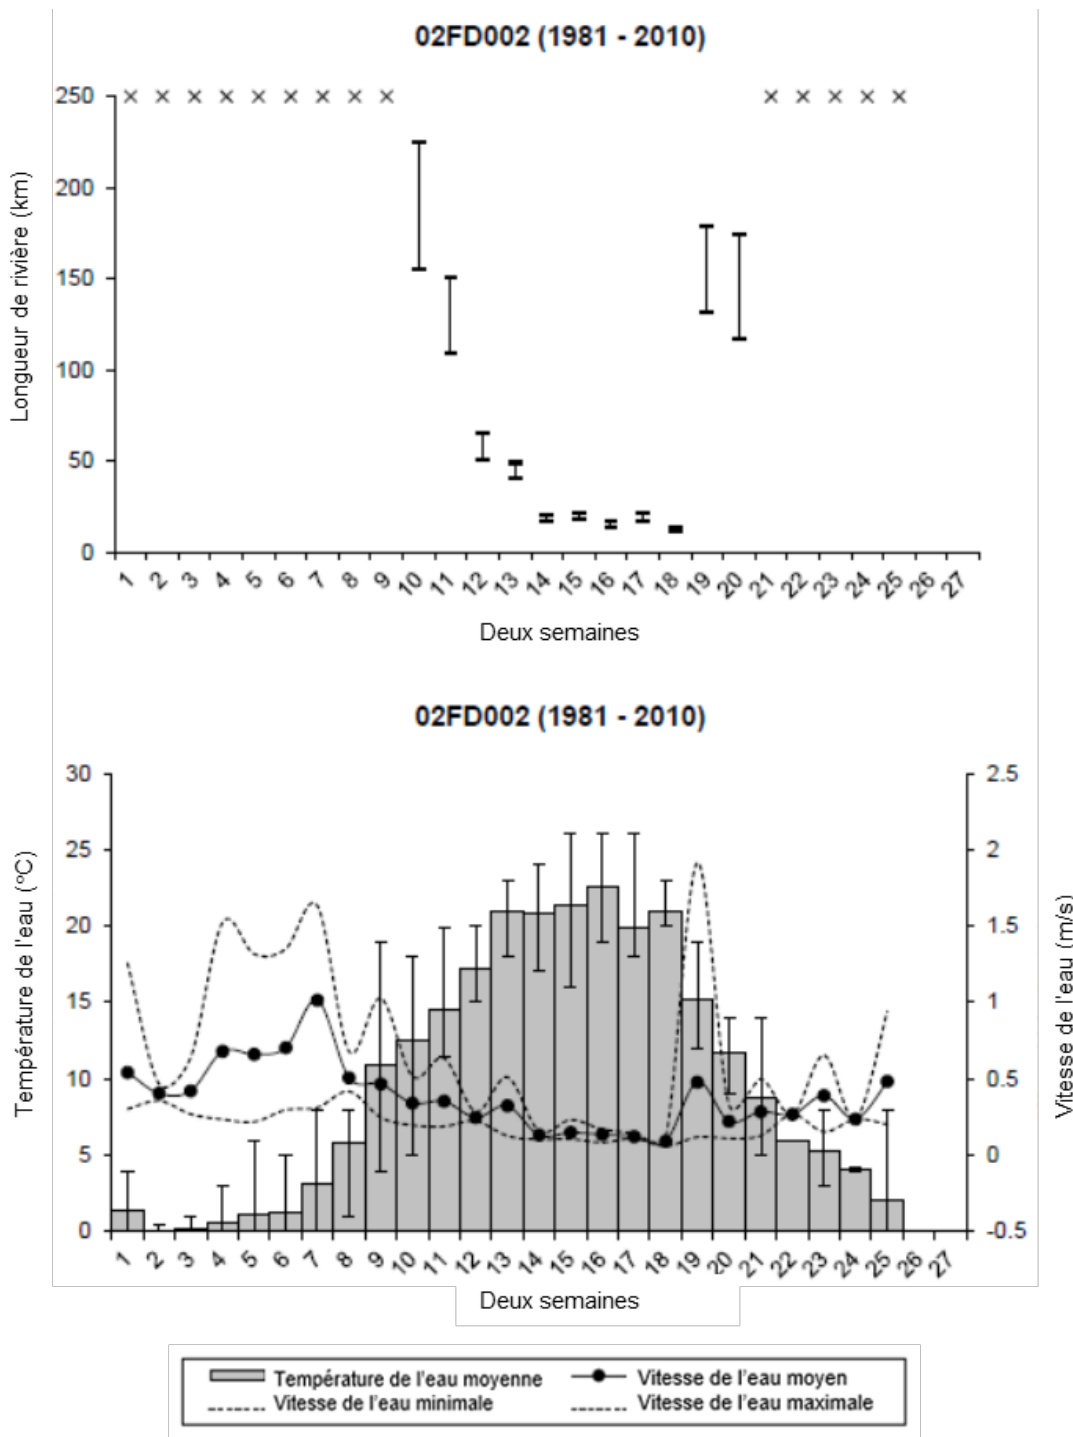 02FD002 (1981 - 2010)
Longueur de rivière (km)
250
200
150
100
50
0
1 2 3 4 5 6 7 8 9 10 11 12 13 14 15 16 17 18 19 20 21 22 23 24 25 26 27
Deux semaines
02FD002 (1981 - 2010)
Température de l'eau (°C)
30
25
20
15
10
5
0
2.5
2
1.5
1
0.5
0
-0.5
Vitesse de l'eau (m/s)
1 2 3 4 5 6 7 8 9 10 11 12 13 14 15 16 17 18 19 20 21 22 23 24 25 26 27
Deux semaines
Température de l'eau moyenne
Vitesse de l'eau moyen
Vitesse de l'eau minimale
Vitesse de l'eau maximale